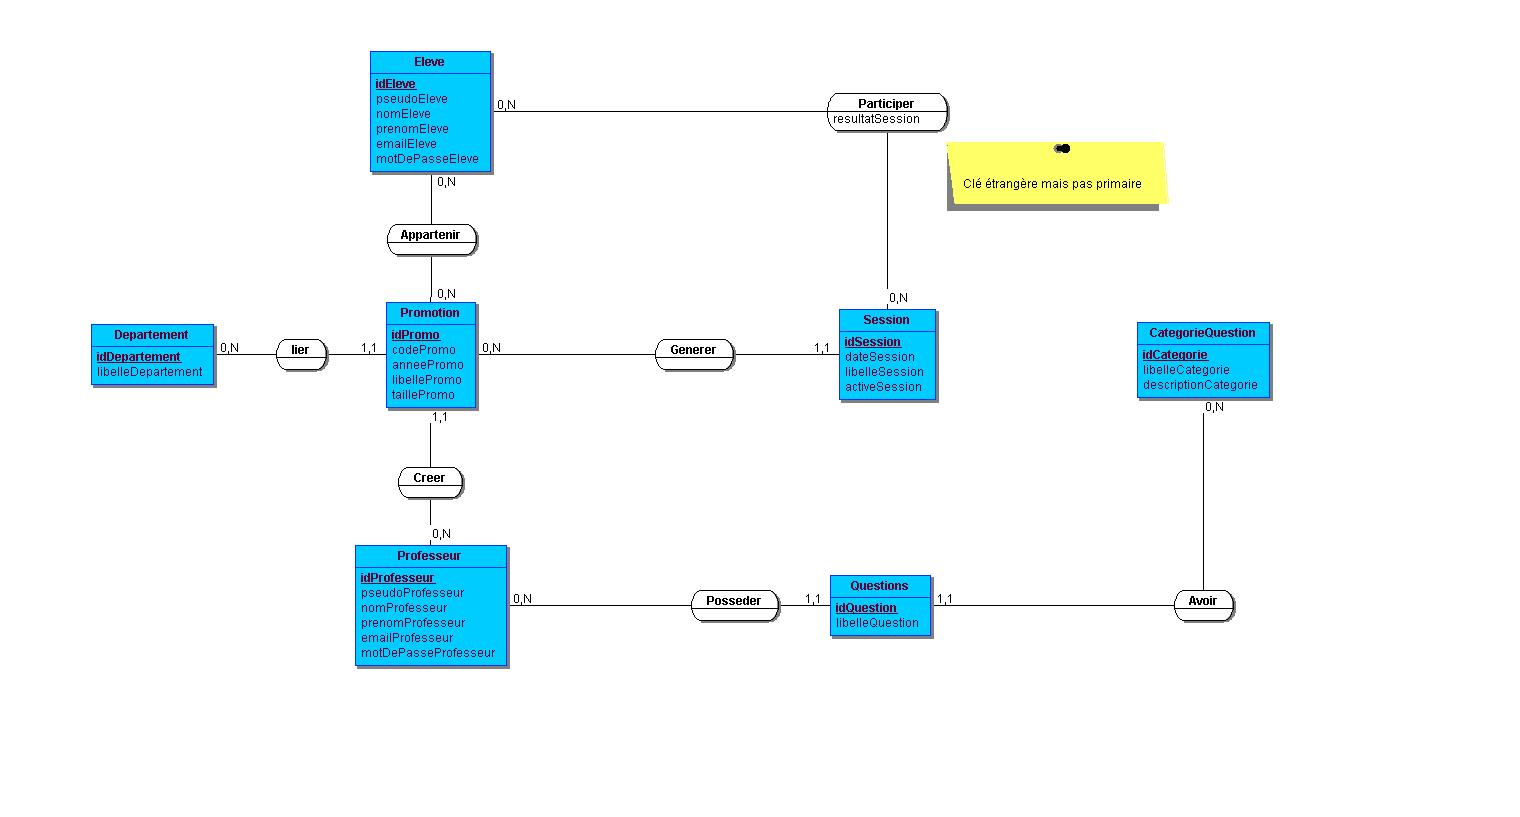 Eleve
idEleve
pseudoEleve
nomEleve
prenomEleve
emailEleve
motDePasseEleve
0,N
Participer
resultatSession
Clé étrangère mais pas primaire
0,N
Appartenir
0,N
0,N
Departement
idDepartement
libelleDepartement
0,N
lier
1,1
Promotion
idPromo
codePromo
anneePromo
libellePromo
taillePromo
0,N
Generer
1,1
Session
idSession
dateSession
libelleSession
activeSession
CategorieQuestion
idCategorie
libelleCategorie
descriptionCategorie
0,N
1,1
Creer
0,N
Professeur
idProfesseur
pseudoProfesseur
nomProfesseur
prenomProfesseur
emailProfesseur
motDePasseProfesseur
0,N
Posseder
1,1
Questions
idQuestion
libelleQuestion
1,1
Avoir